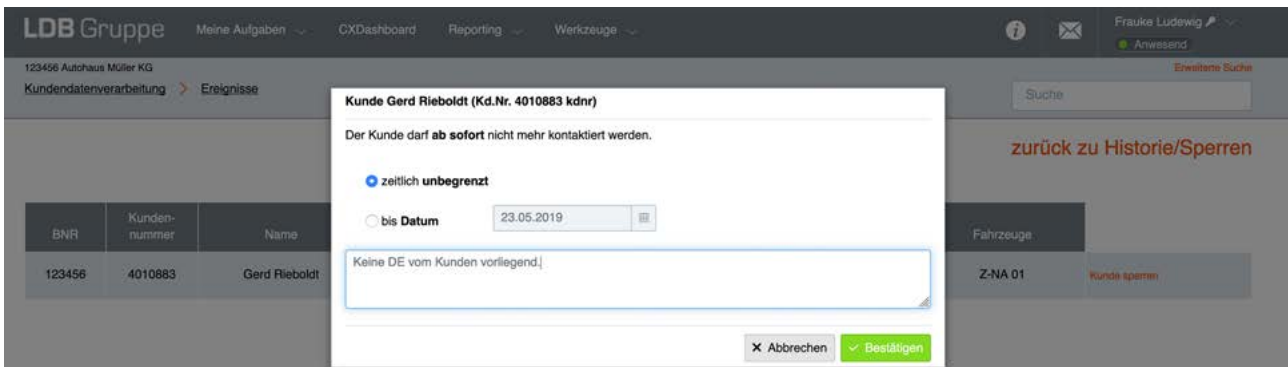 LDB Gruppe Meine Aufgaben CXDashboard Reporting Werkzeuge Frauke Ludewig
Anwesend
123456 Autohaus Müller KG Erweiterte Suche
Kundendatenverarbeitung > Ereignisse Suche
Kunde Gerd Rieboldt (Kd.Nr. 4010883 kdnr)
Der Kunde darf ab sofort nicht mehr kontaktiert werden.
zurück zu Historie/Sperren
zeitlich unbegrenzt
bis Datum 23.05.2019
BNR Kunden-nummer Name Fahrzeuge
Keine DE vom Kunden vorliegend.
123456 4010883 Gerd Rieboldt Z-NA 01 Kunde sperren
Abbrechen Bestätigen